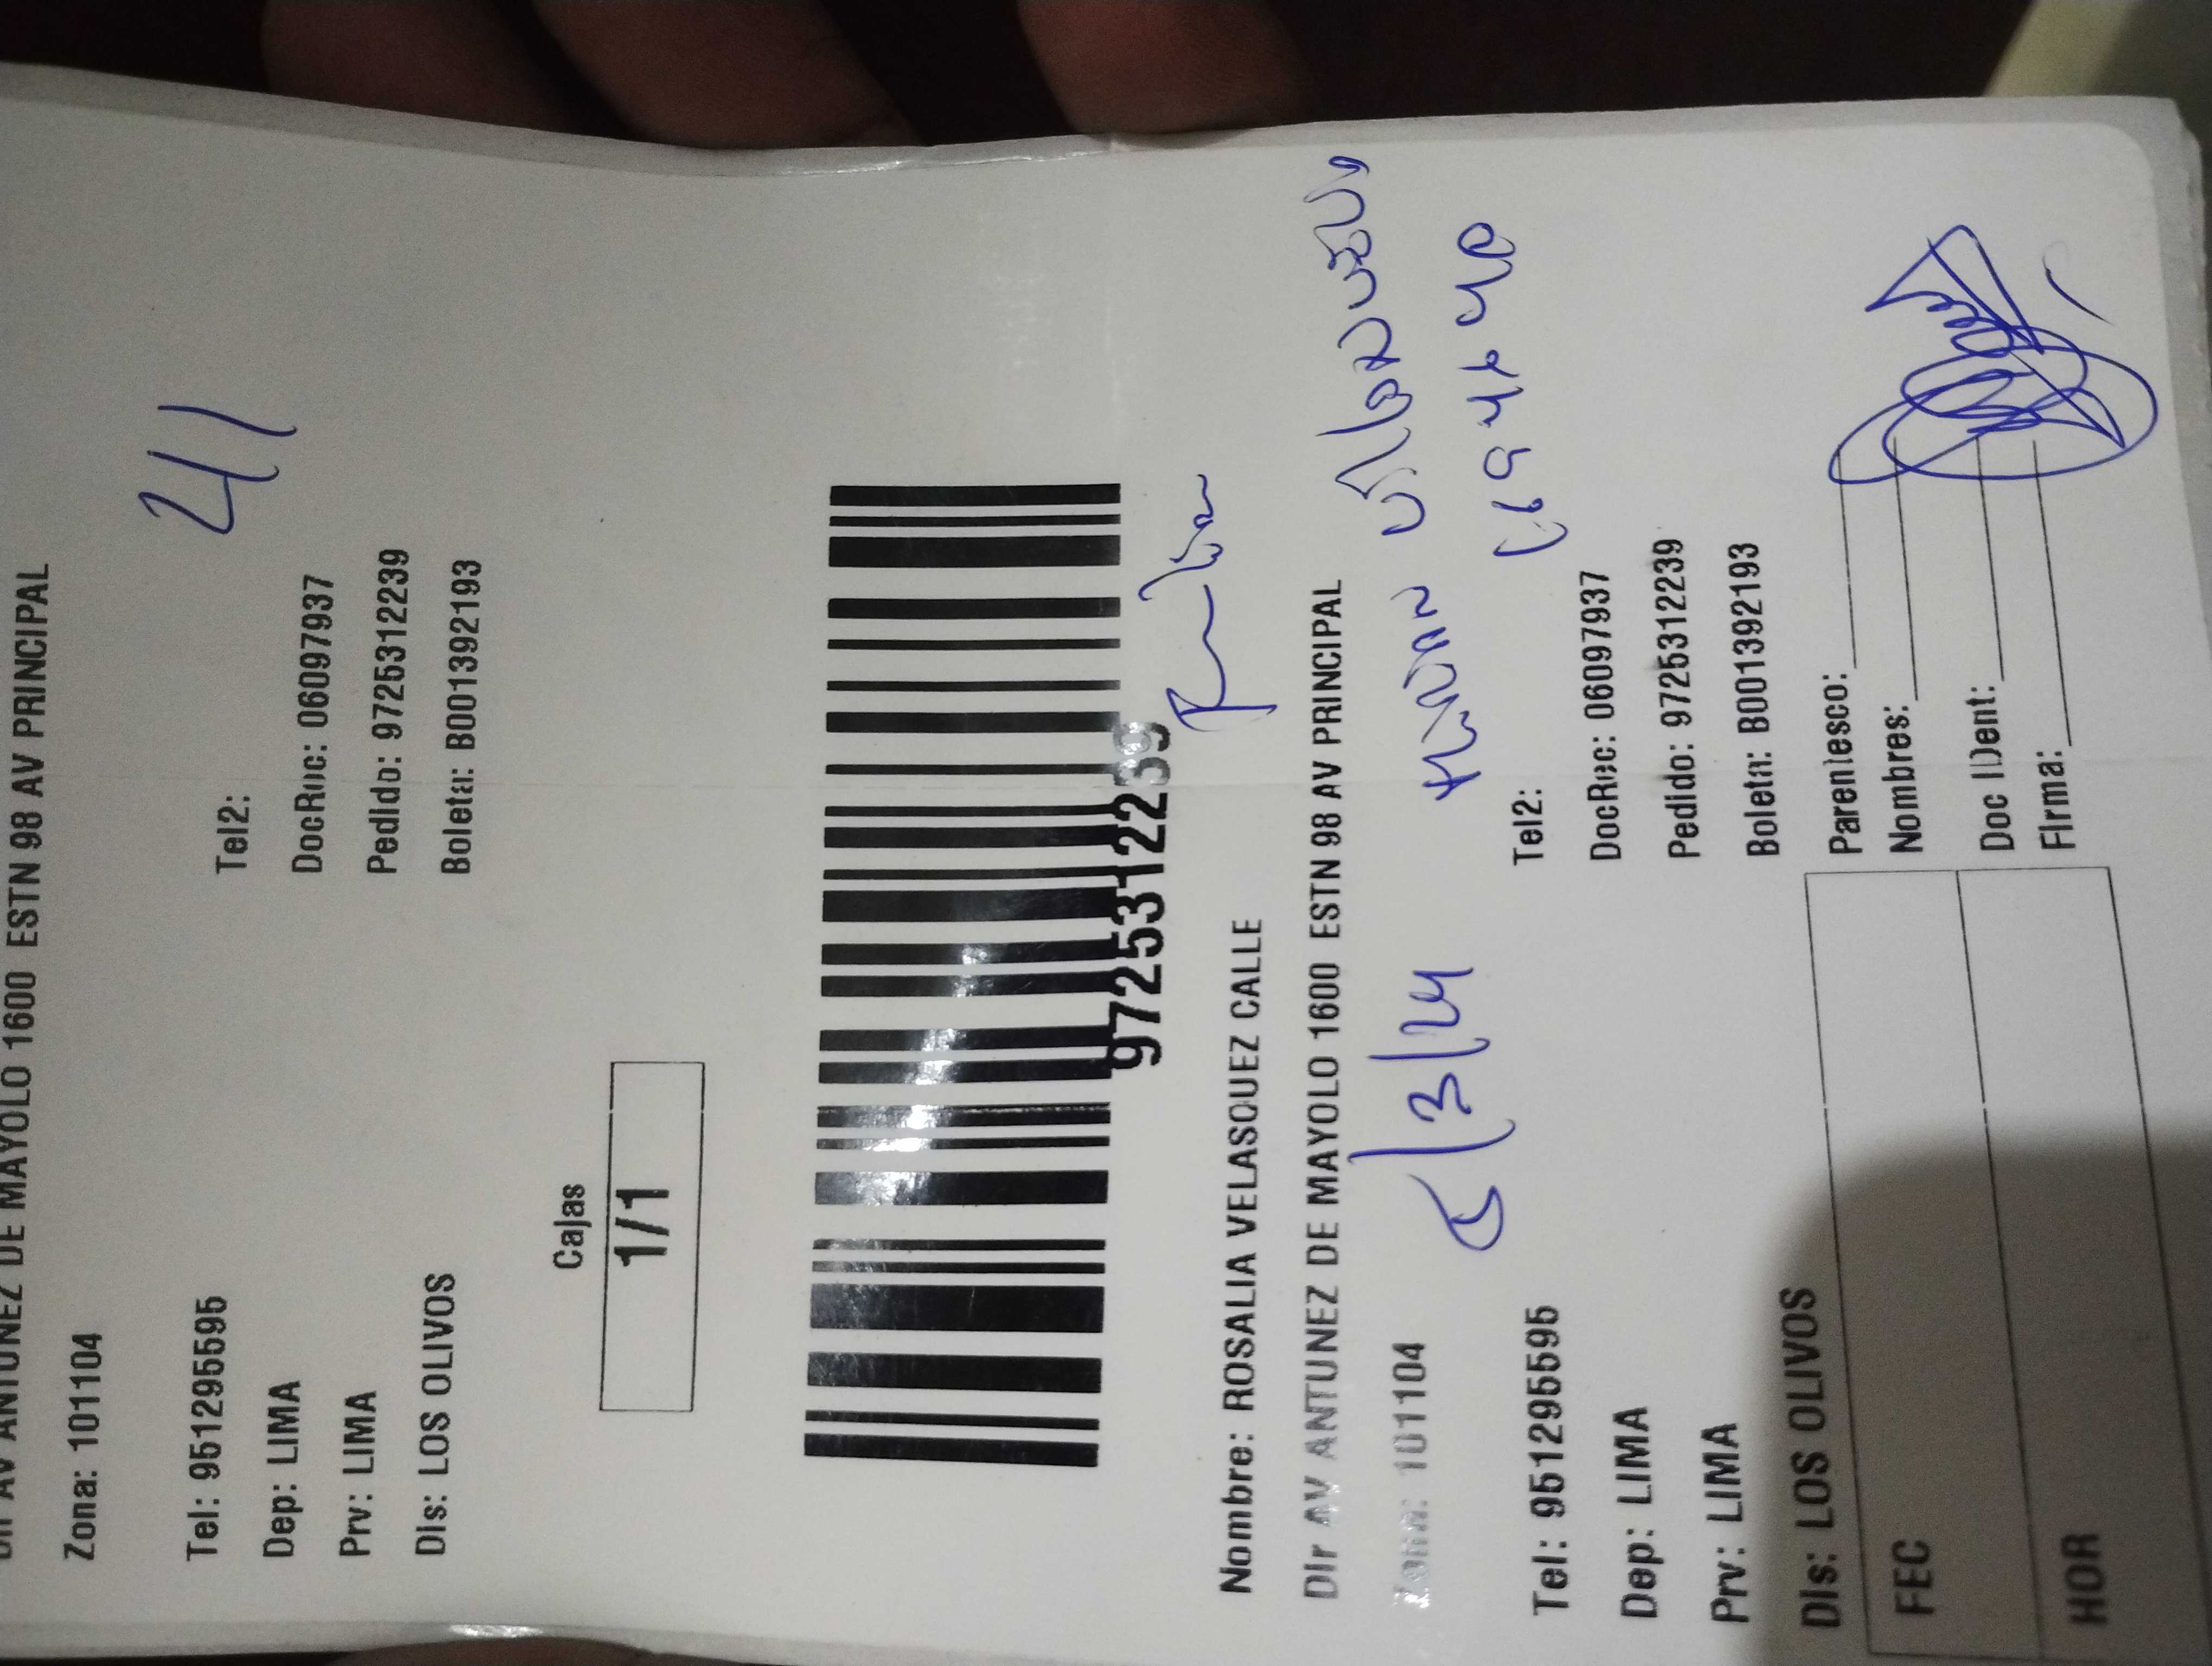 DIr AV ANTUNEZ DE MAYOLO 1600 ESTN 98 AV PRINCIPAL
Zona: 101104
41
Tel: 951295595 Tel2:
Dep: LIMA DocRuc: 06097937
Prv: LIMA Pedido: 9725312239
DIs: LOS OLIVOS Boleta: B001392193
Cajas
1/1
9725312239
Nombre: ROSALIA VELASQUEZ CALLE
DIr AV ANTUNEZ DE MAYOLO 1600 ESTN 98 AV PRINCIPAL
Zona: 101104
/3/24
Tel: 951295595 Tel2:
Dep: LIMA DocRuc: 06097937
Prv: LIMA Pedido: 9725312239
DIs: LOS OLIVOS Boleta: B001392193
FEC
HOR
Parentesco:
Nombres:
Doc IDent:
FIrma: